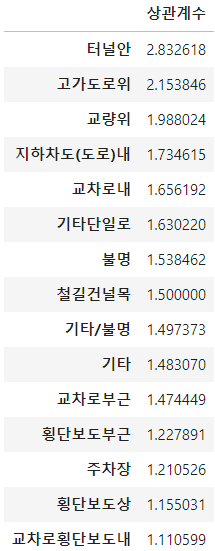 상관계수
터널안 2.832618
고가도로위 2.153846
교량위 1.988024
지하차도(도로)내 1.734615
교차로내 1.656192
기타단일로 1.630220
불명 1.538462
철길건널목 1.500000
기타/불명 1.497373
기타 1.483070
교차로부근 1.474449
횡단보도부근 1.227891
주차장 1.210526
횡단보도상 1.155031
교차로횡단보도내 1.110599